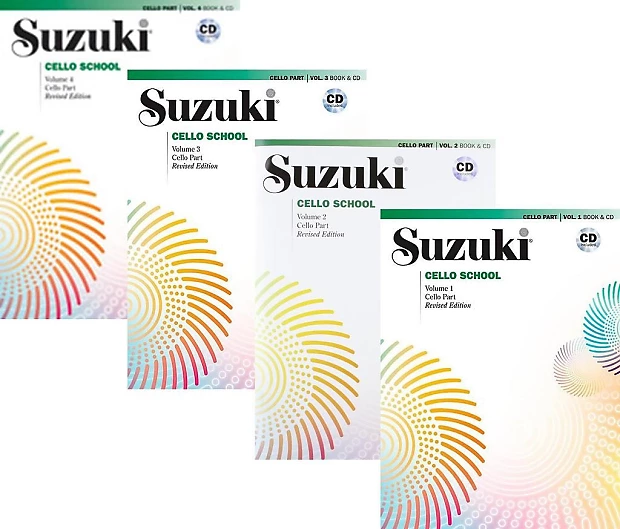 CELLO PART | VOL. 4 BOOK & CD
Suzuki®
CD
CELLO SCHOOL
Volume 4
Cello Part
Revised Edition
CELLO PART | VOL. 3 BOOK & CD
Suzuki®
CD
included
CELLO SCHOOL
Volume 3
Cello Part
Revised Edition
CELLO PART | VOL. 2 BOOK & CD
Suzuki®
CD
included
CELLO SCHOOL
Volume 2
Cello Part
Revised Edition
CELLO PART | VOL. 1 BOOK & CD
Suzuki®
CD
included
CELLO SCHOOL
Volume 1
Cello Part
Revised Edition